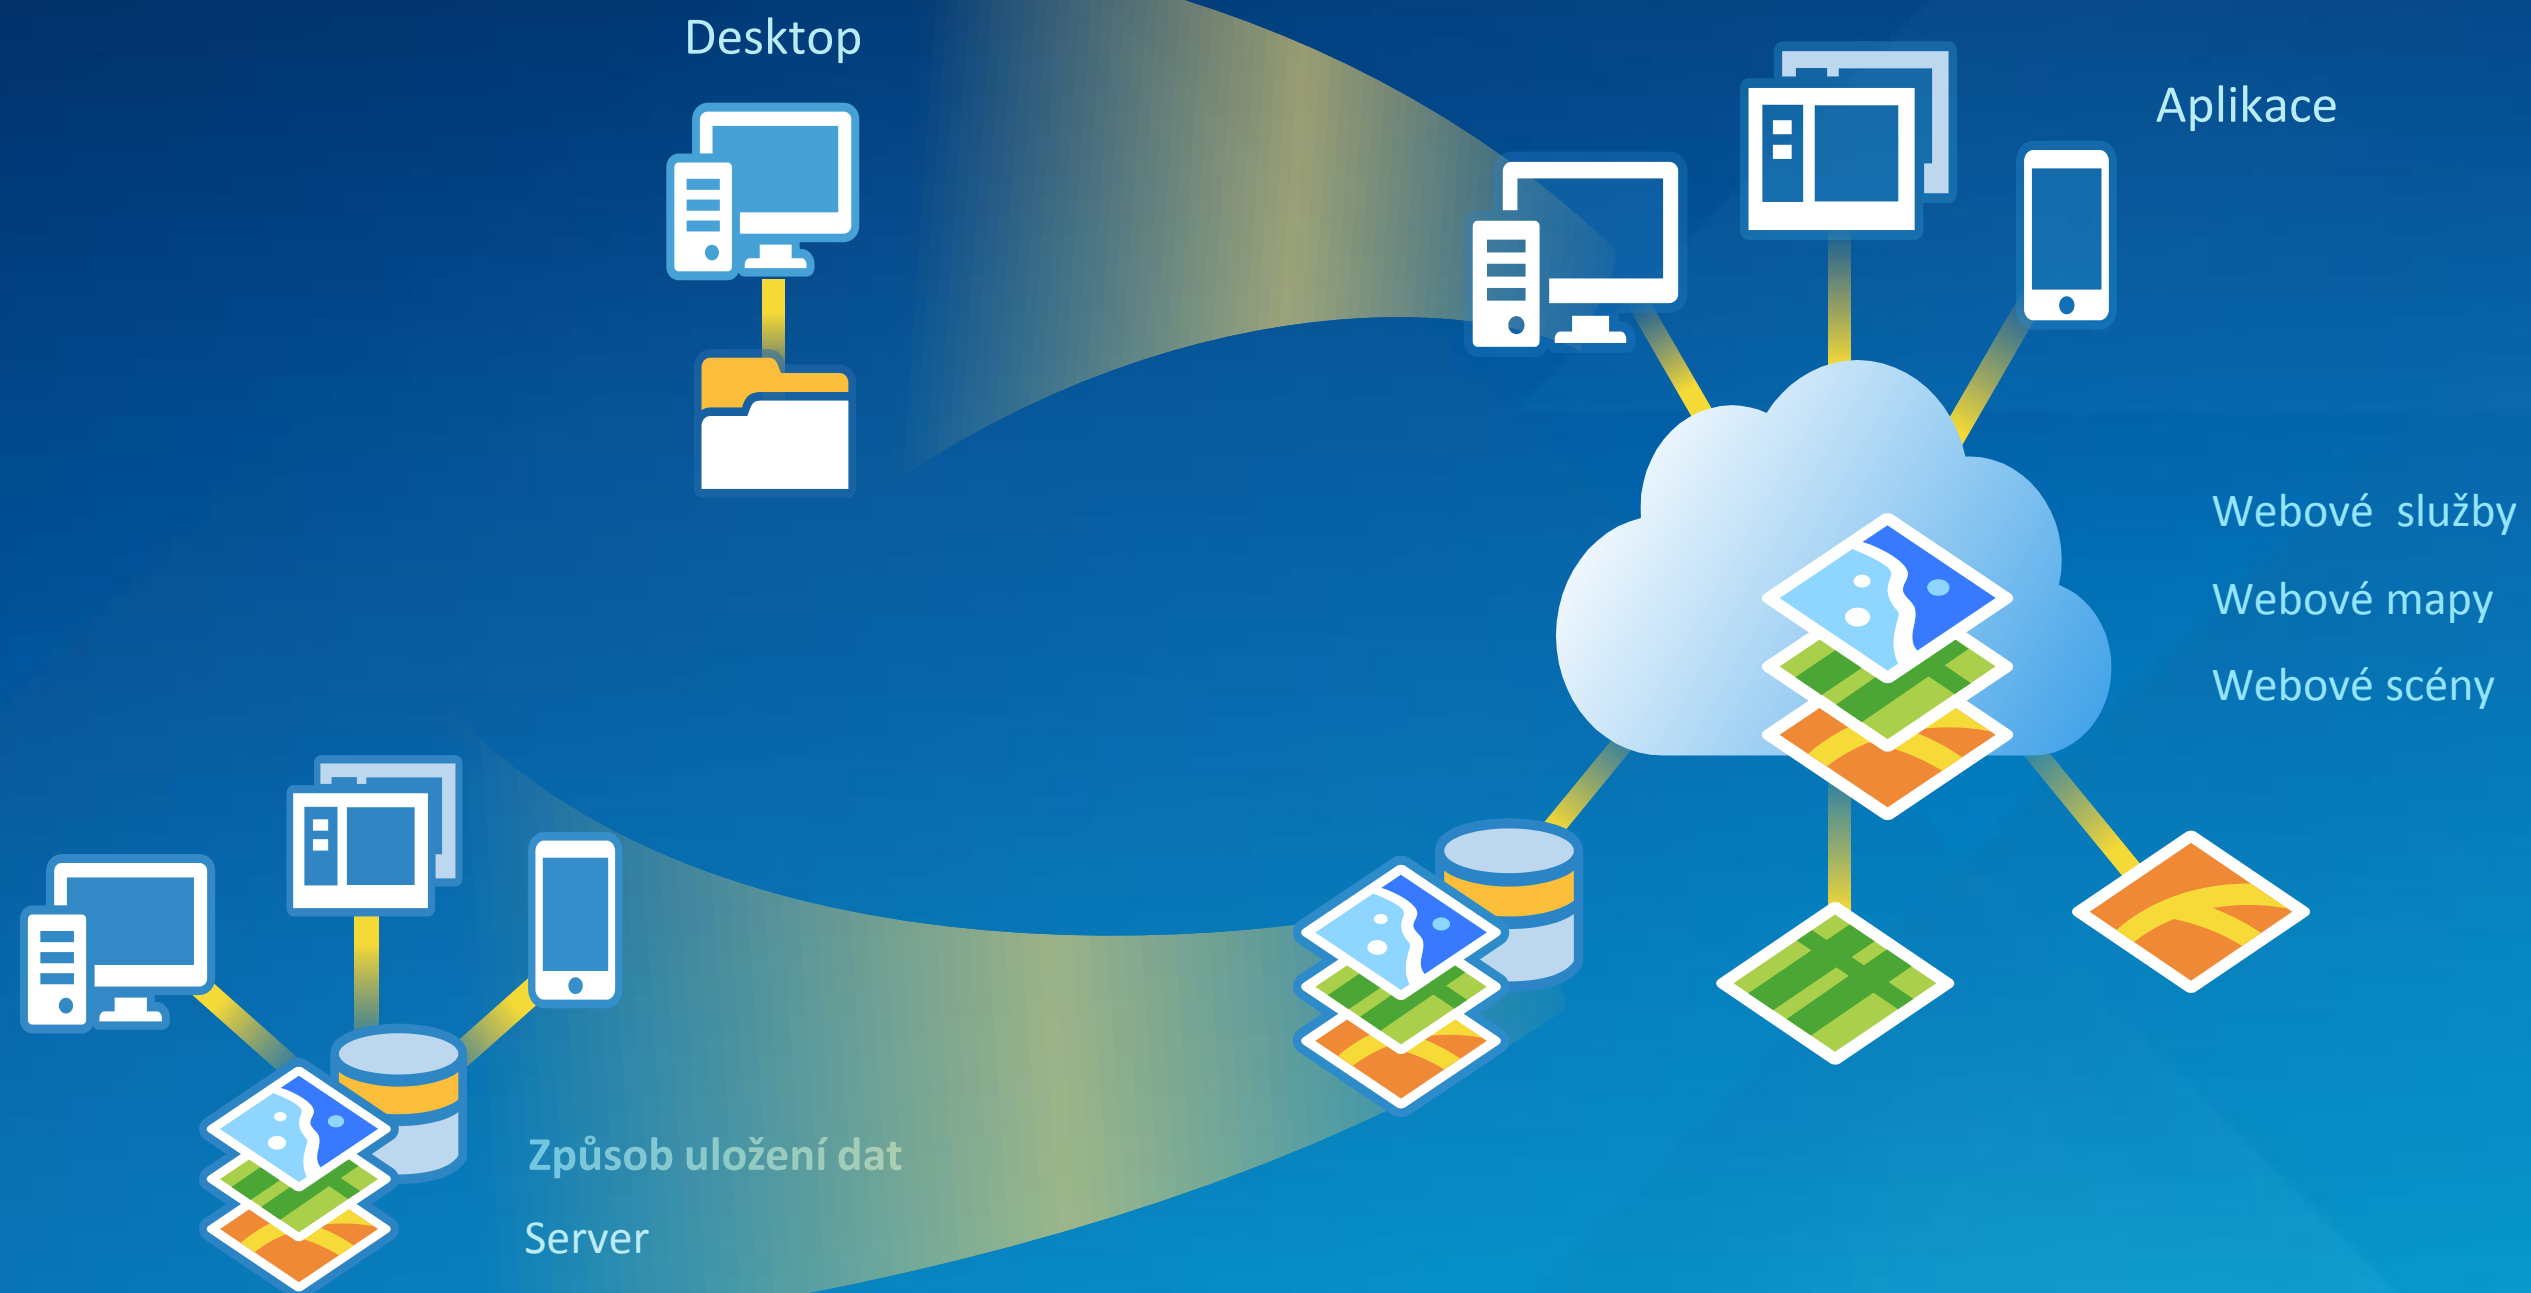 Desktop
Aplikace
Webové služby
Webové mapy
Webové scény
Způsob uložení dat
Server